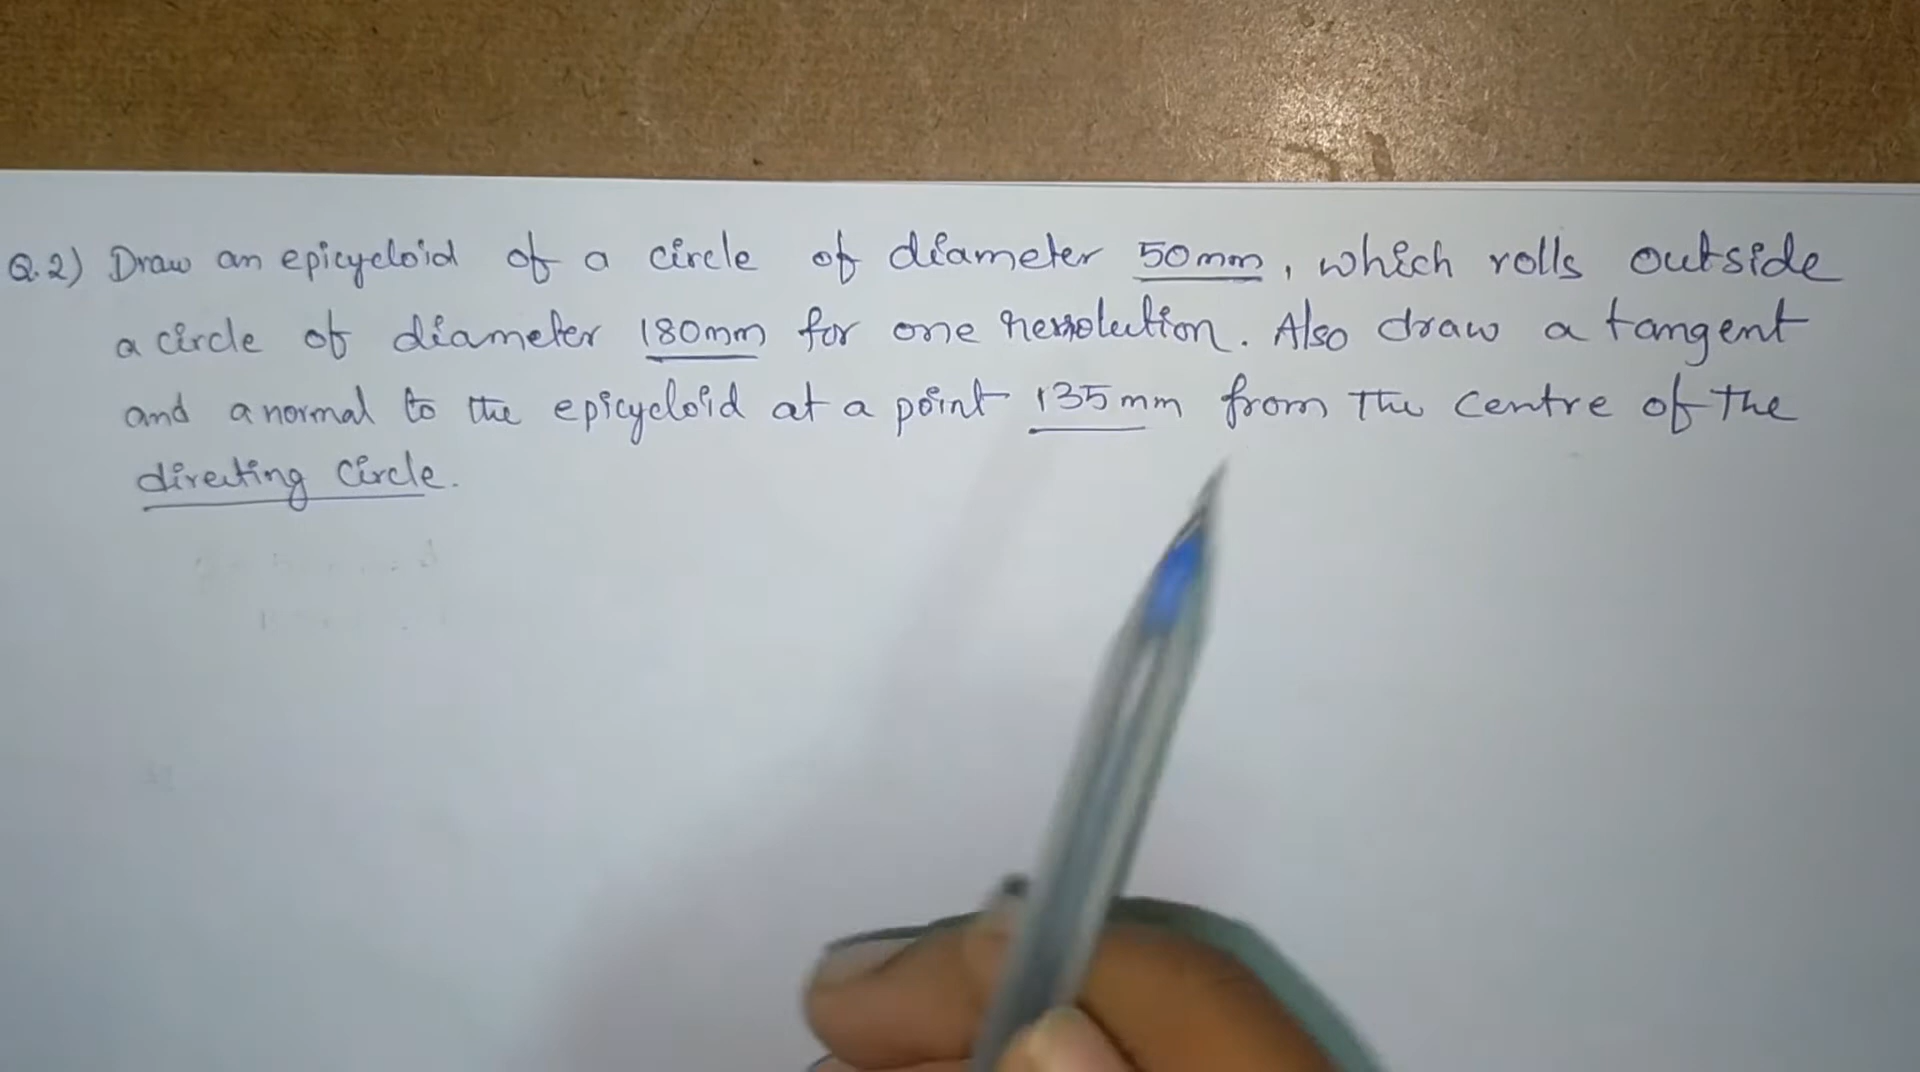 Q.2) Draw an epicycloid of a circle of diameter 50mm, which rolls outside
a circle of diameter 180mm for one revolution. Also draw a tangent
and a normal to the epicycloid at a point 135mm from the centre of the
directing circle.